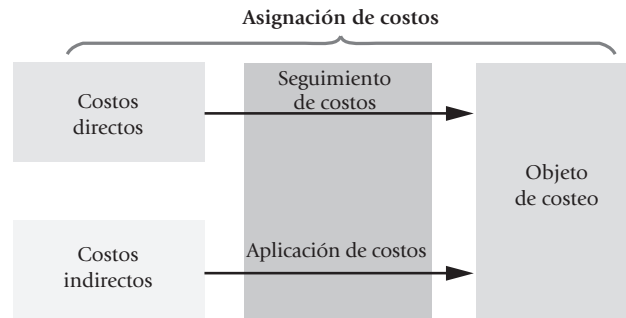 Asignación de costos
Costos
directos
Seguimiento
de costos
Objeto
de costeo
Costos
indirectos
Aplicación de costos